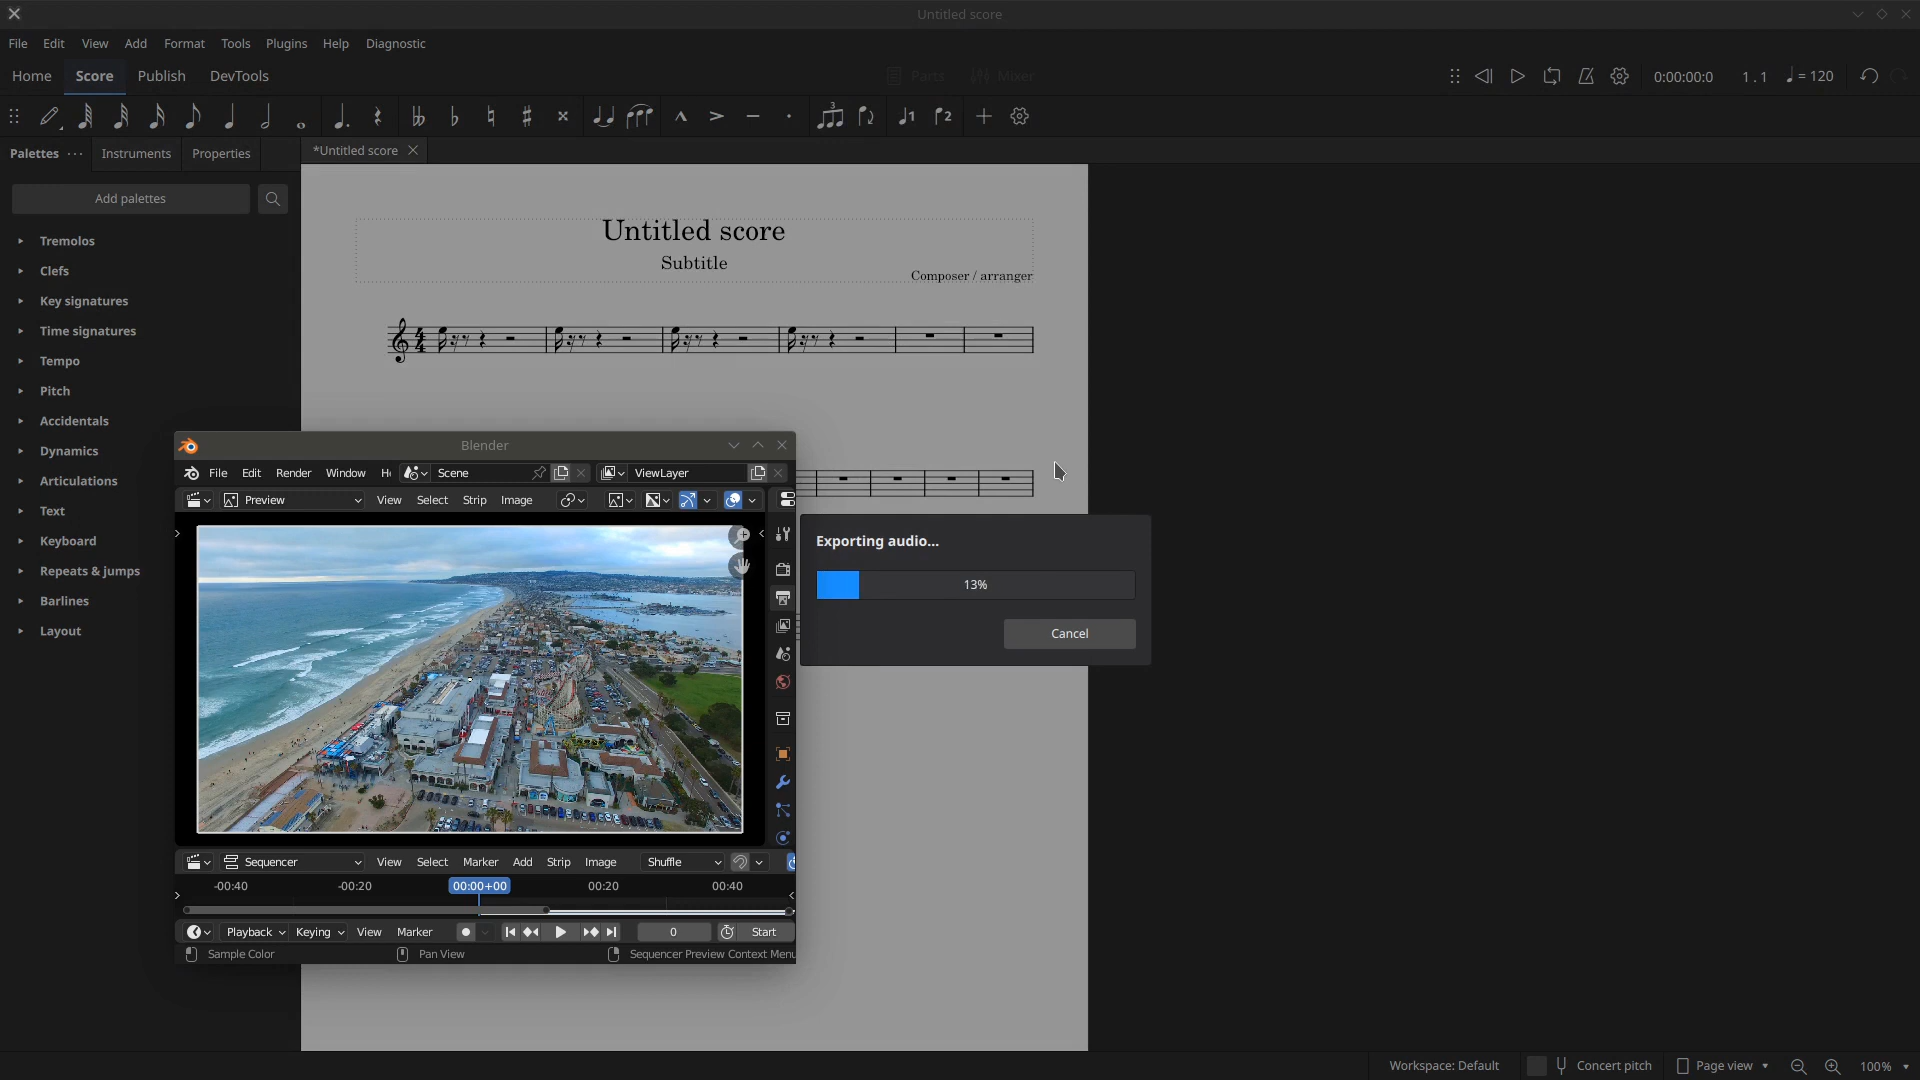 Untitled score
File Edit View Add Format Tools Plugins Help Diagnostic
Home Score Publish DevTools Parts Mixer 0:00:00:0 1 . 1 = 120
3 1 2
Palettes Instruments Properties *Untitled score
Add palettes
Tremolos
Clefs
Key signatures
Time signatures
Tempo
Pitch
Accidentals
Dynamics
Articulations
Text
Keyboard
Repeats & jumps
Barlines
Layout
Untitled score
Subtitle
Composer / arranger
4
4
Blender
File Edit Render Window Scene ViewLayer
Preview View Select Strip Image
Exporting audio...
13%
Cancel
Sequencer View Select Marker Add Strip Image Shuffle
-00:40 -00:20 00:00+00 00:20 00:40
Playback Keying View Marker 0 Start
Sample Color Pan View Sequencer Preview Context Menu
Workspace: Default Concert pitch Page view 100%